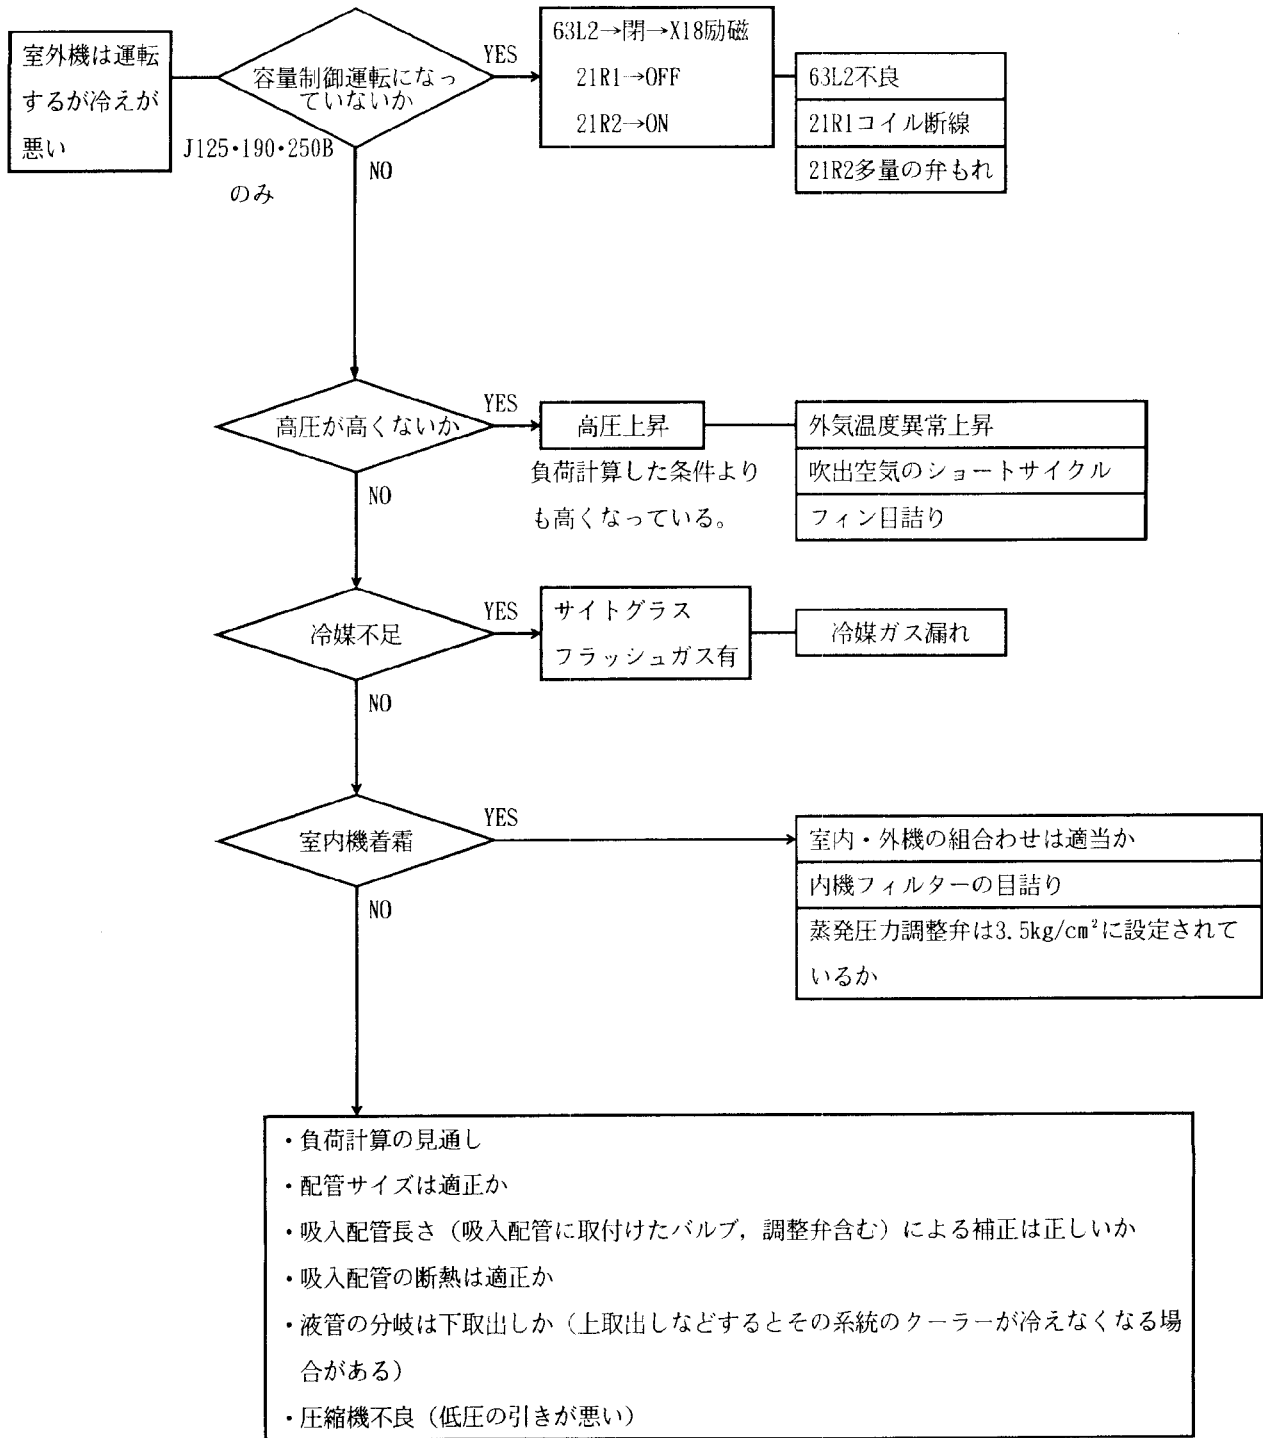 室外機は運転
するが冷えが
悪い
容量制御運転になっ
ていないか
J125・190・250B
のみ
YES
NO
63L2→閉→X18励磁
21R1→OFF
21R2→ON
63L2不良
21R1コイル断線
21R2多量の弁もれ
高圧が高くないか
YES
NO
高圧上昇
負荷計算した条件より
も高くなっている。
外気温度異常上昇
吹出空気のショートサイクル
フィン目詰り
冷媒不足
YES
NO
サイトグラス
フラッシュガス有
冷媒ガス漏れ
室内機着霜
YES
NO
室内・外機の組合わせは適当か
内機フィルターの目詰り
蒸発圧力調整弁は3.5kg/cm²に設定されて
いるか
・負荷計算の見通し
・配管サイズは適正か
・吸入配管長さ（吸入配管に取付けたバルブ，調整弁含む）による補正は正しいか
・吸入配管の断熱は適正か
・液管の分岐は下取出しか（上取出しなどするとその系統のクーラーが冷えなくなる場
合がある）
・圧縮機不良（低圧の引きが悪い）